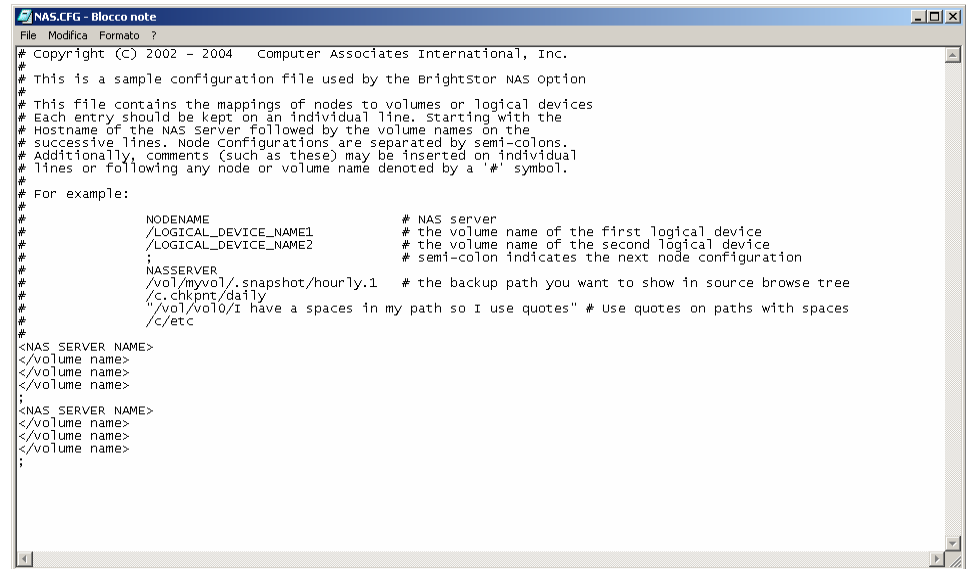 NAS.CFG - Blocco note
File Modifica Formato ?
# Copyright (C) 2002 - 2004   Computer Associates International, Inc.
#
# This is a sample configuration file used by the BrightStor NAS Option
#
# This file contains the mappings of nodes to volumes or logical devices
# Each entry should be kept on an individual line. Starting with the
# Hostname of the NAS Server followed by the volume names on the
# successive lines. Node Configurations are separated by semi-colons.
# Additionally, comments (such as these) may be inserted on individual
# lines or following any node or volume name denoted by a '#' symbol.
#
# For example:
#
#               NODENAME                        # NAS server
#               /LOGICAL_DEVICE_NAME1           # the volume name of the first logical device
#               /LOGICAL_DEVICE_NAME2           # the volume name of the second logical device
#               ;                               # semi-colon indicates the next node configuration
#               NASSERVER
#               /vol/myvol/.snapshot/hourly.1   # the backup path you want to show in source browse tree
#               /c.chkpnt/daily
#               "/vol/vol0/I have a spaces in my path so I use quotes" # Use quotes on paths with spaces
#               /c/etc
#
<NAS SERVER NAME>
</volume name>
</volume name>
</volume name>
;
<NAS SERVER NAME>
</volume name>
</volume name>
</volume name>
;